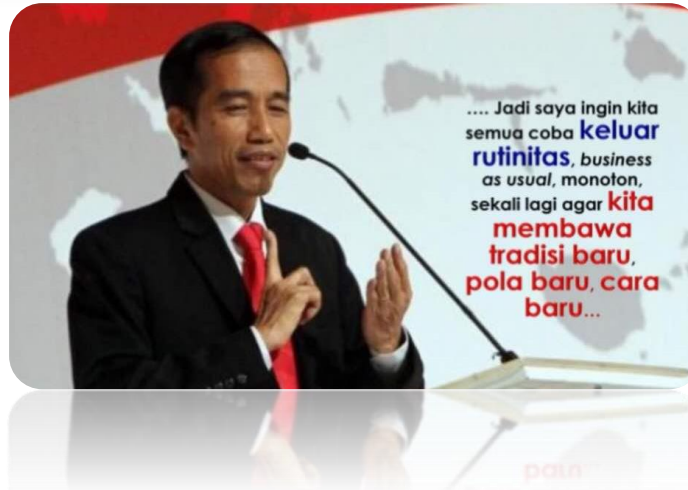 .... Jadi saya ingin kita
semua coba keluar
rutinitas, business
as usual, monoton,
sekali lagi agar kita
membawa
tradisi baru,
pola baru, cara
baru...